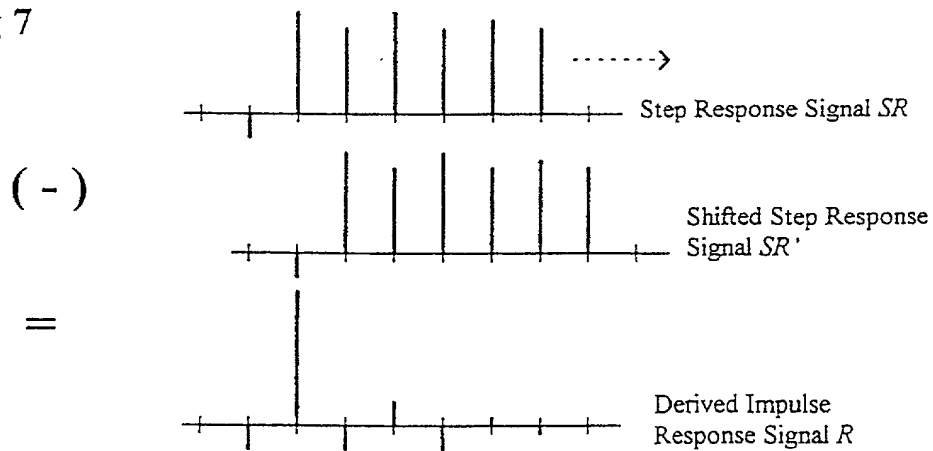 7
Step Response Signal SR
( - )
Shifted Step Response
Signal SR'
=
Derived Impulse
Response Signal R